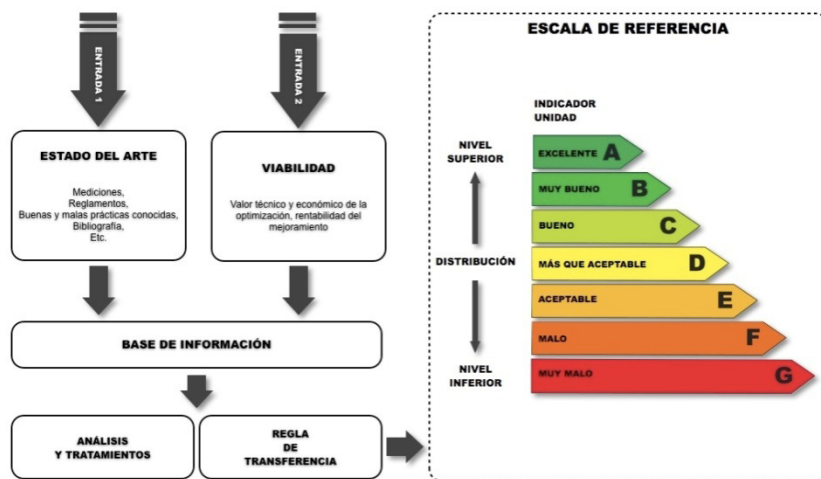 ENTRADA 1
ENTRADA 2
ESTADO DEL ARTE
Mediciones,
Reglamentos,
Buenas y malas prácticas conocidas,
Bibliografía,
Etc.
VIABILIDAD
Valor técnico y económico de la
optimización, rentabilidad del
mejoramiento
BASE DE INFORMACIÓN
ANÁLISIS
Y TRATAMIENTOS
REGLA
DE
TRANSFERENCIA
ESCALA DE REFERENCIA
INDICADOR
UNIDAD
NIVEL
SUPERIOR
DISTRIBUCIÓN
NIVEL
INFERIOR
EXCELENTE A
MUY BUENO B
BUENO C
MÁS QUE ACEPTABLE D
ACEPTABLE E
MALO F
MUY MALO G